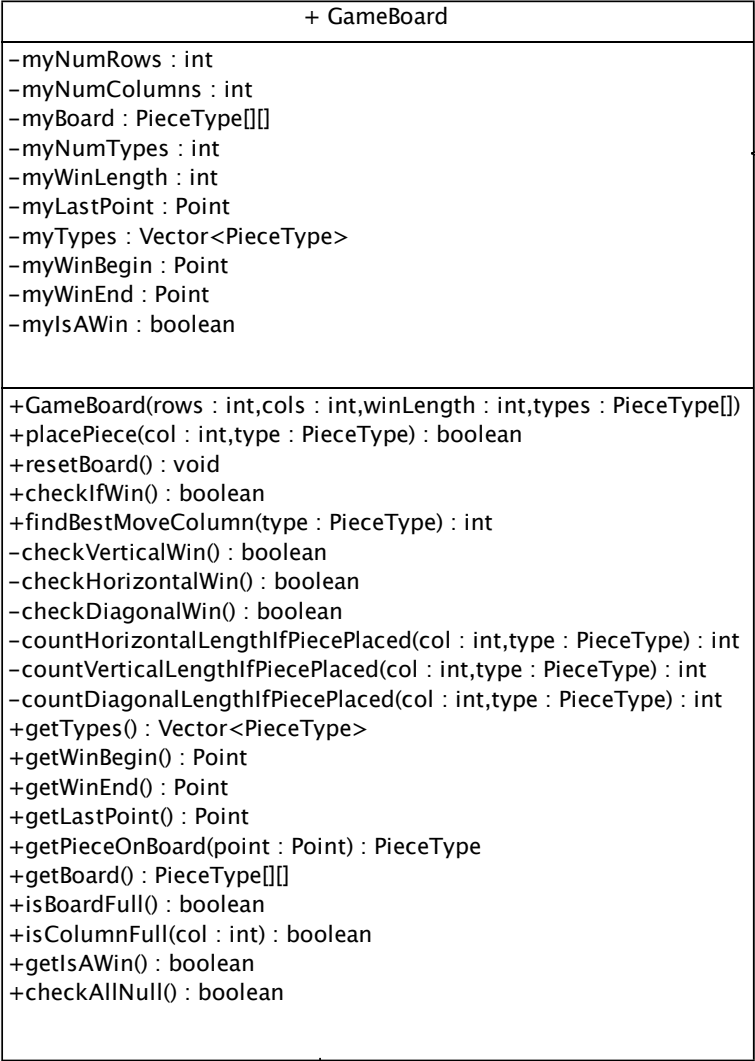 + GameBoard
-myNumRows : int
-myNumColumns : int
-myBoard : PieceType[][]
-myNumTypes : int
-myWinLength : int
-myLastPoint : Point
-myTypes : Vector<PieceType>
-myWinBegin : Point
-myWinEnd : Point
-myIsAWin : boolean
+GameBoard(rows : int,cols : int,winLength : int,types : PieceType[])
+placePiece(col : int,type : PieceType) : boolean
+resetBoard() : void
+checkIfWin() : boolean
+findBestMoveColumn(type : PieceType) : int
-checkVerticalWin() : boolean
-checkHorizontalWin() : boolean
-checkDiagonalWin() : boolean
-countHorizontalLengthIfPiecePlaced(col : int,type : PieceType) : int
-countVerticalLengthIfPiecePlaced(col : int,type : PieceType) : int
-countDiagonalLengthIfPiecePlaced(col : int,type : PieceType) : int
+getTypes() : Vector<PieceType>
+getWinBegin() : Point
+getWinEnd() : Point
+getLastPoint() : Point
+getPieceOnBoard(point : Point) : PieceType
+getBoard() : PieceType[][]
+isBoardFull() : boolean
+isColumnFull(col : int) : boolean
+getIsAWin() : boolean
+checkAllNull() : boolean